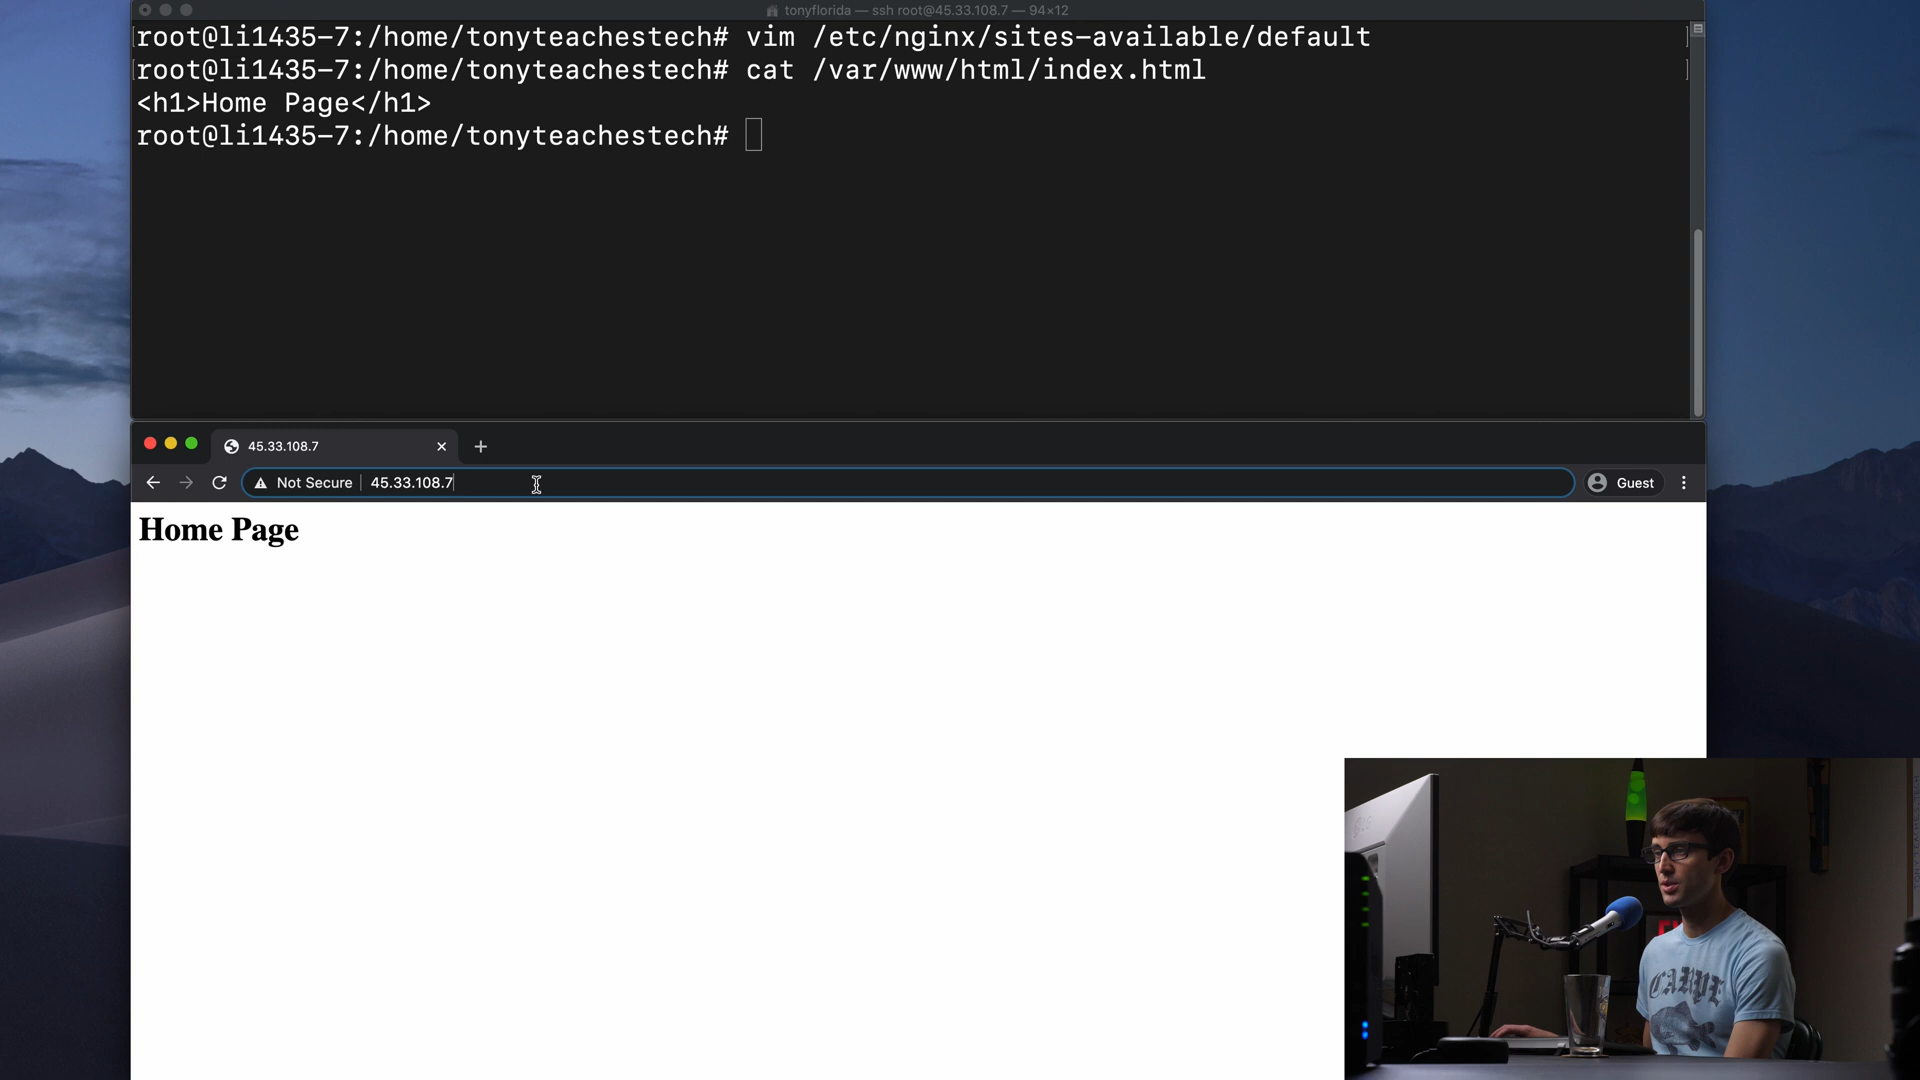 tonyflorida — ssh root@45.33.108.7 — 94×12
root@li1435-7:/home/tonyteachestech# vim /etc/nginx/sites-available/default
root@li1435-7:/home/tonyteachestech# cat /var/www/html/index.html
<h1>Home Page</h1>
root@li1435-7:/home/tonyteachestech#
45.33.108.7
Not Secure
45.33.108.7
Guest
Home Page
CARPE